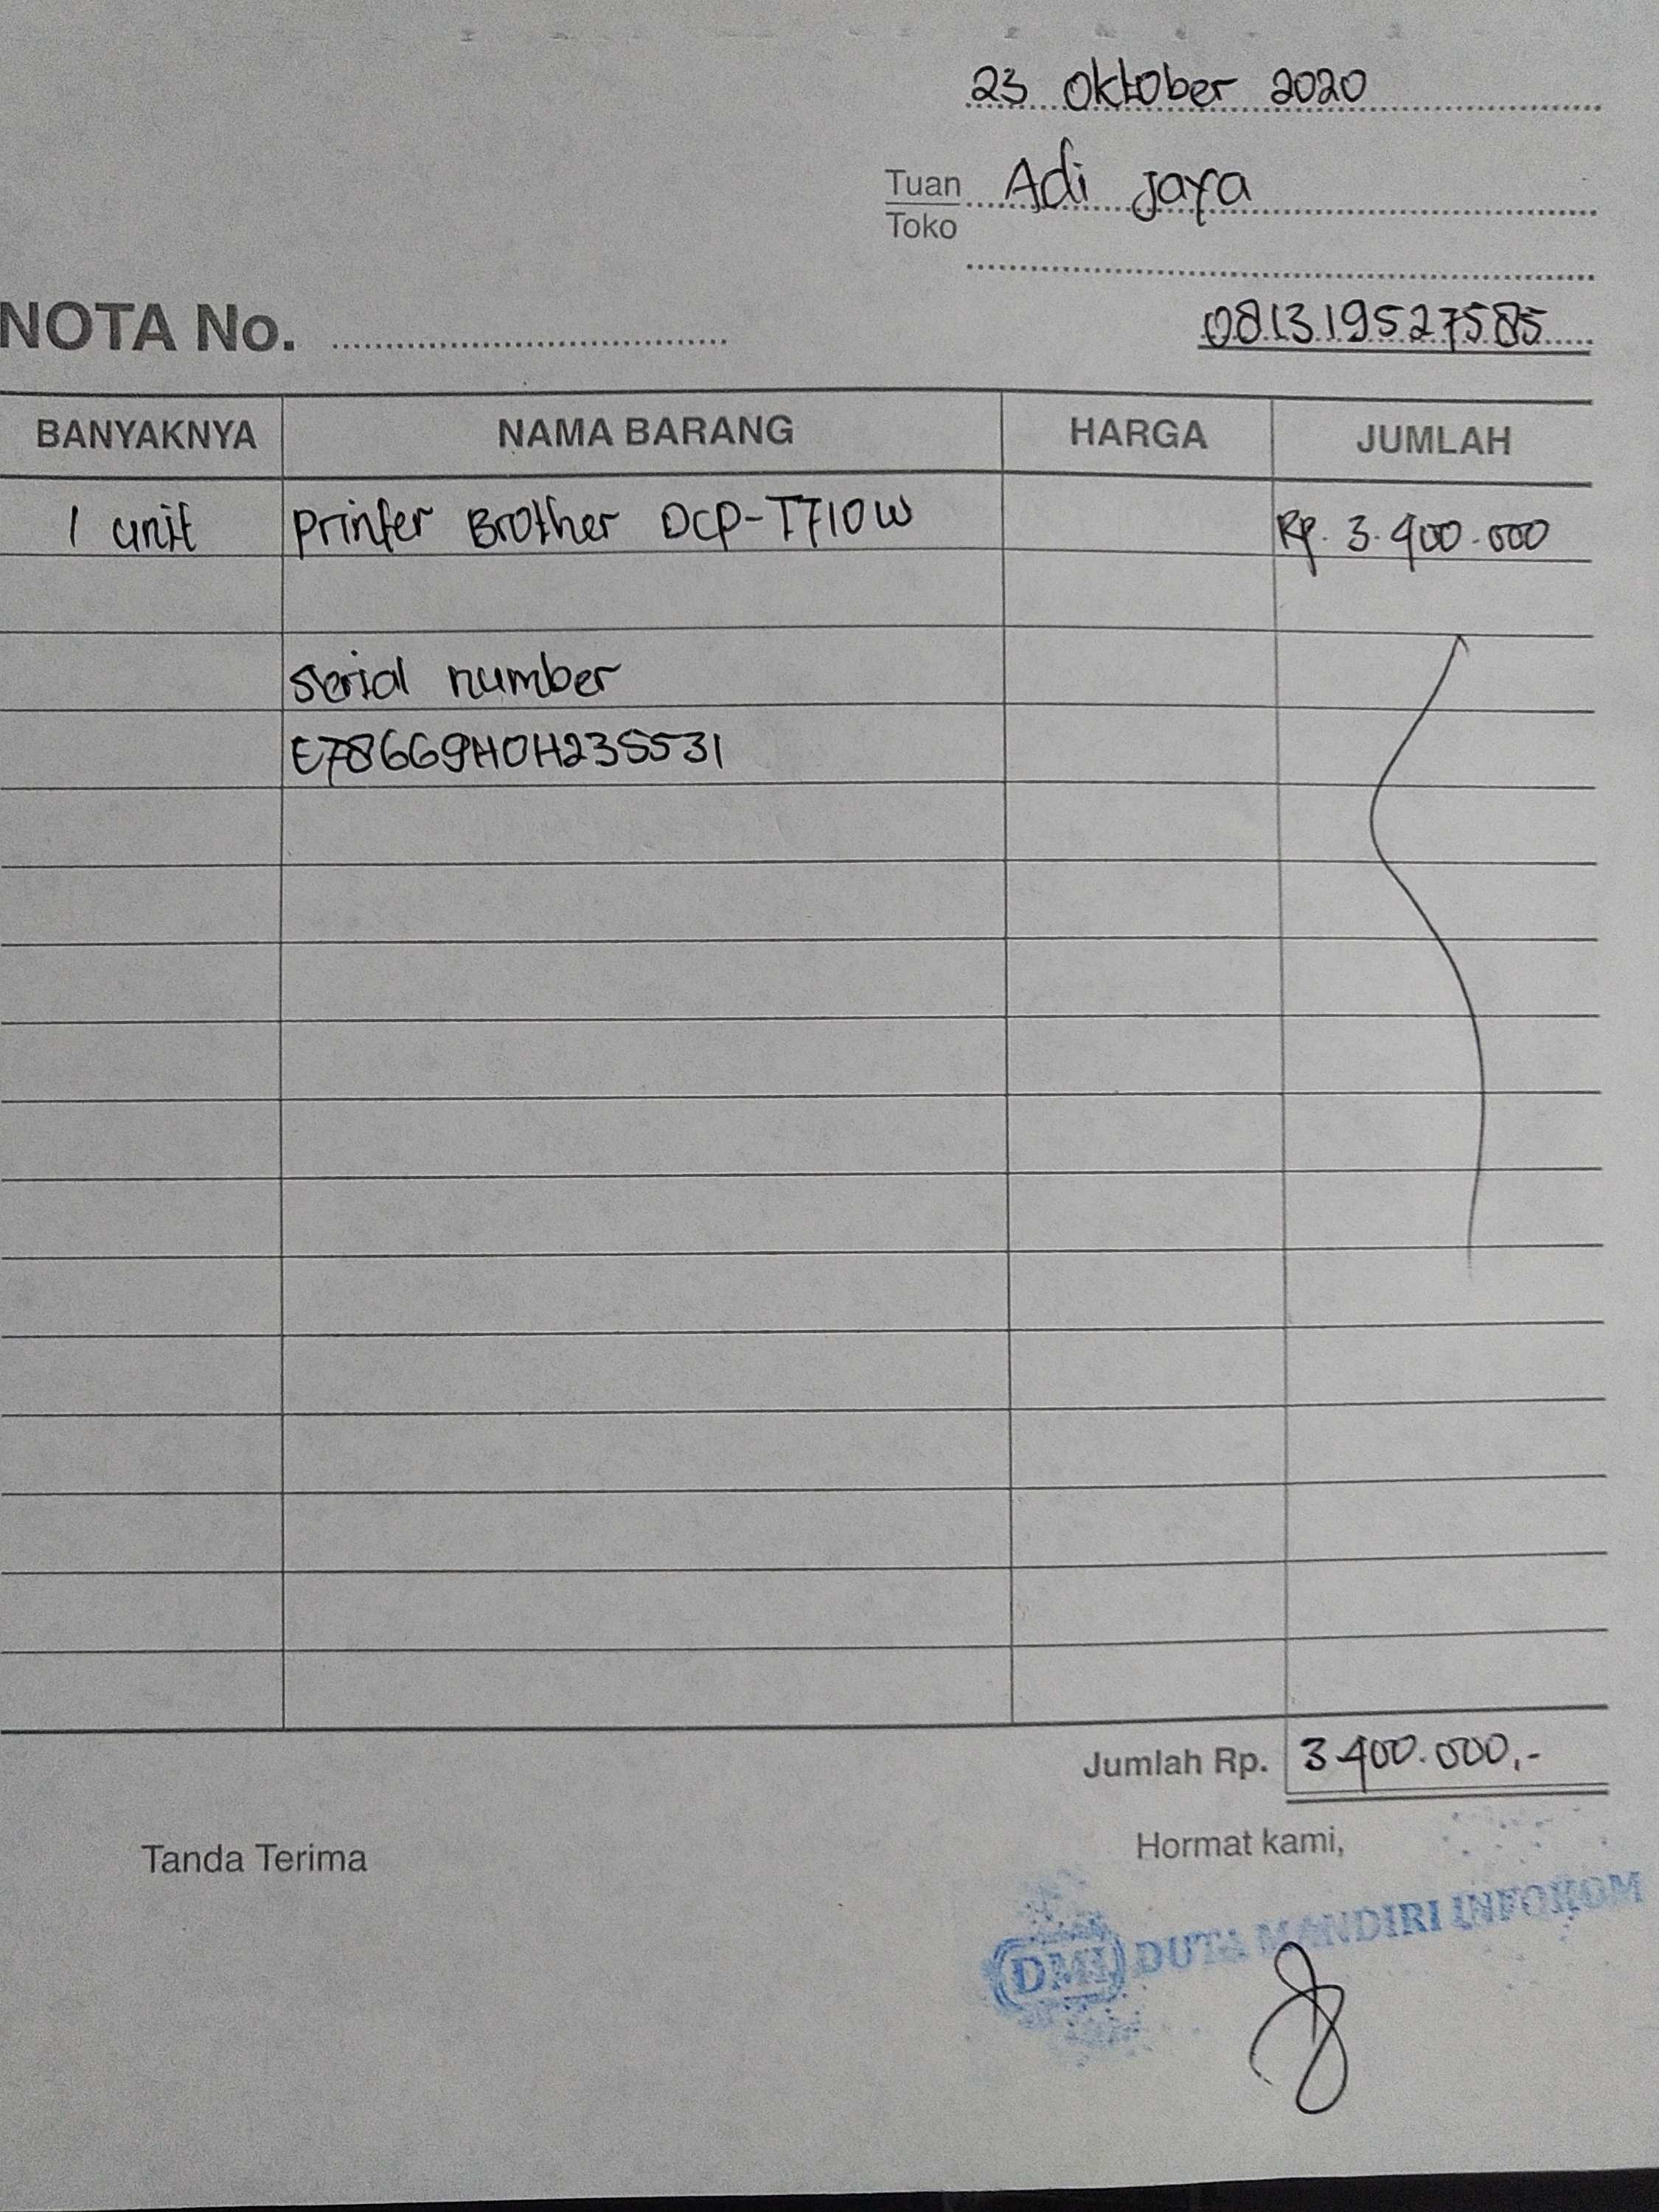 23 Oktober 2020
Tuan Adi Jaya
Toko
NOTA No. 081319527585
BANYAKNYA NAMA BARANG HARGA JUMLAH
1 unit Printer Brother DCP-T710W Rp. 3.400.000
Serial number
E78669H0H235531
Jumlah Rp. 3.400.000,-
Tanda Terima Hormat kami,
DMI DUTA MANDIRI INFOKOM